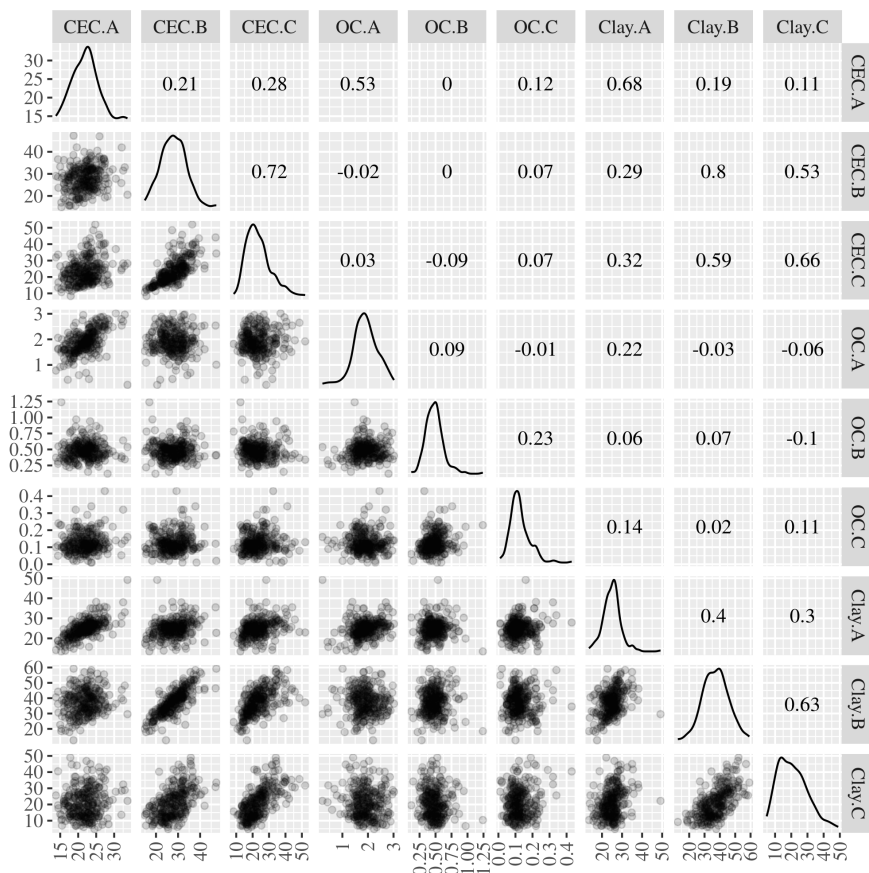 CEC.A CEC.B CEC.C OC.A OC.B OC.C Clay.A Clay.B Clay.C
30 25 20 15 0.21 0.28 0.53 0 0.12 0.68 0.19 0.11 CEC.A
40 30 20 0.72 -0.02 0 0.07 0.29 0.8 0.53 CEC.B
50 40 30 20 10 0.03 -0.09 0.07 0.32 0.59 0.66 CEC.C
3 2 1 0.09 -0.01 0.22 -0.03 -0.06 OC.A
1.25 1.00 0.75 0.50 0.25 0.23 0.06 0.07 -0.1 OC.B
0.4 0.3 0.2 0.1 0.0 0.14 0.02 0.11 OC.C
50 40 30 20 0.4 0.3 Clay.A
60 50 40 30 20 0.63 Clay.B
50 40 30 20 10 Clay.C
15 20 25 30 20 30 40 10 20 30 40 50 1 2 3 0.25 0.50 0.75 1.00 1.25 0.0 0.1 0.2 0.3 0.4 20 30 40 50 20 30 40 50 60 10 20 30 40 50